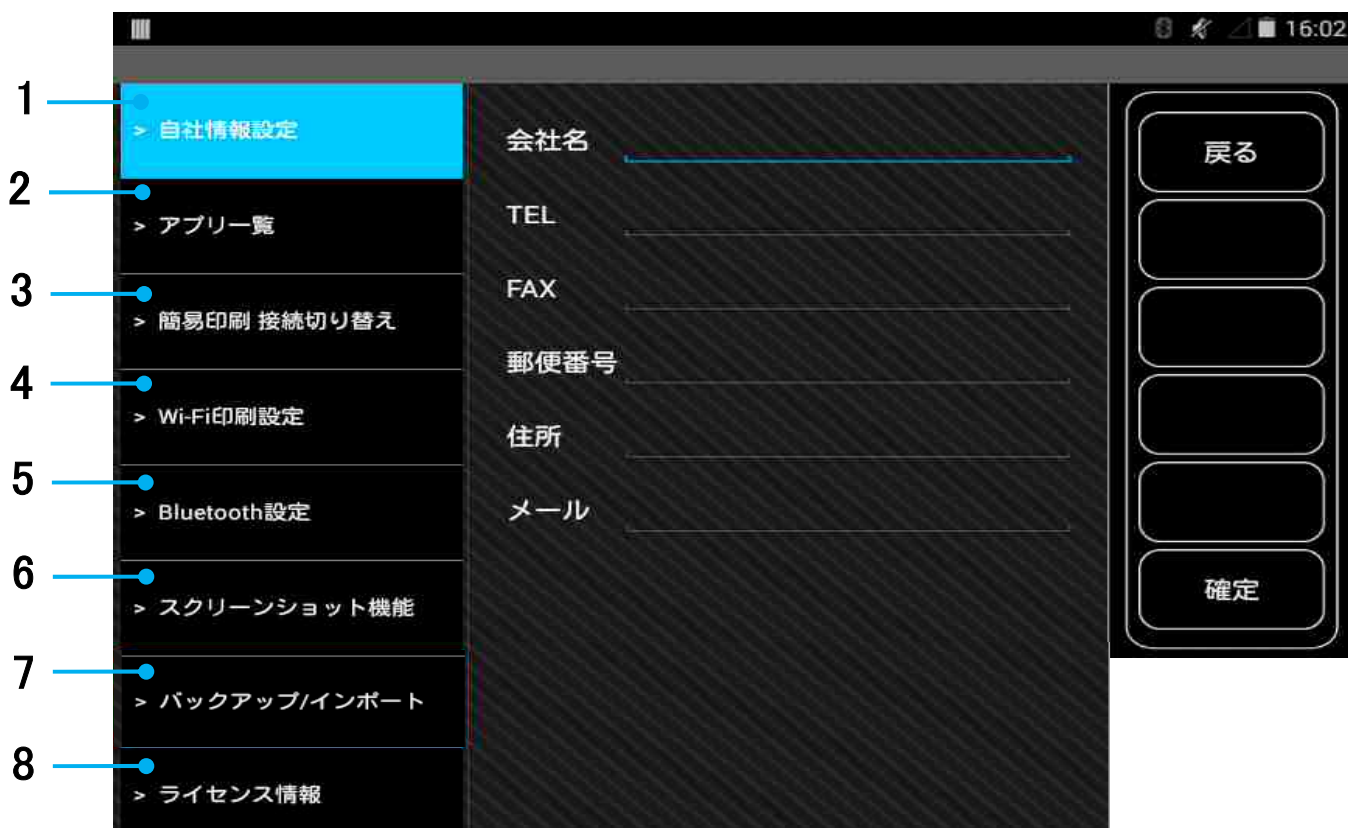 16:02
1
> 自社情報設定
2
> アプリ一覧
3
> 簡易印刷 接続切り替え
4
> Wi-Fi印刷設定
5
> Bluetooth設定
6
> スクリーンショット機能
7
> バックアップ/インポート
8
> ライセンス情報
会社名
TEL
FAX
郵便番号
住所
メール
戻る
確定